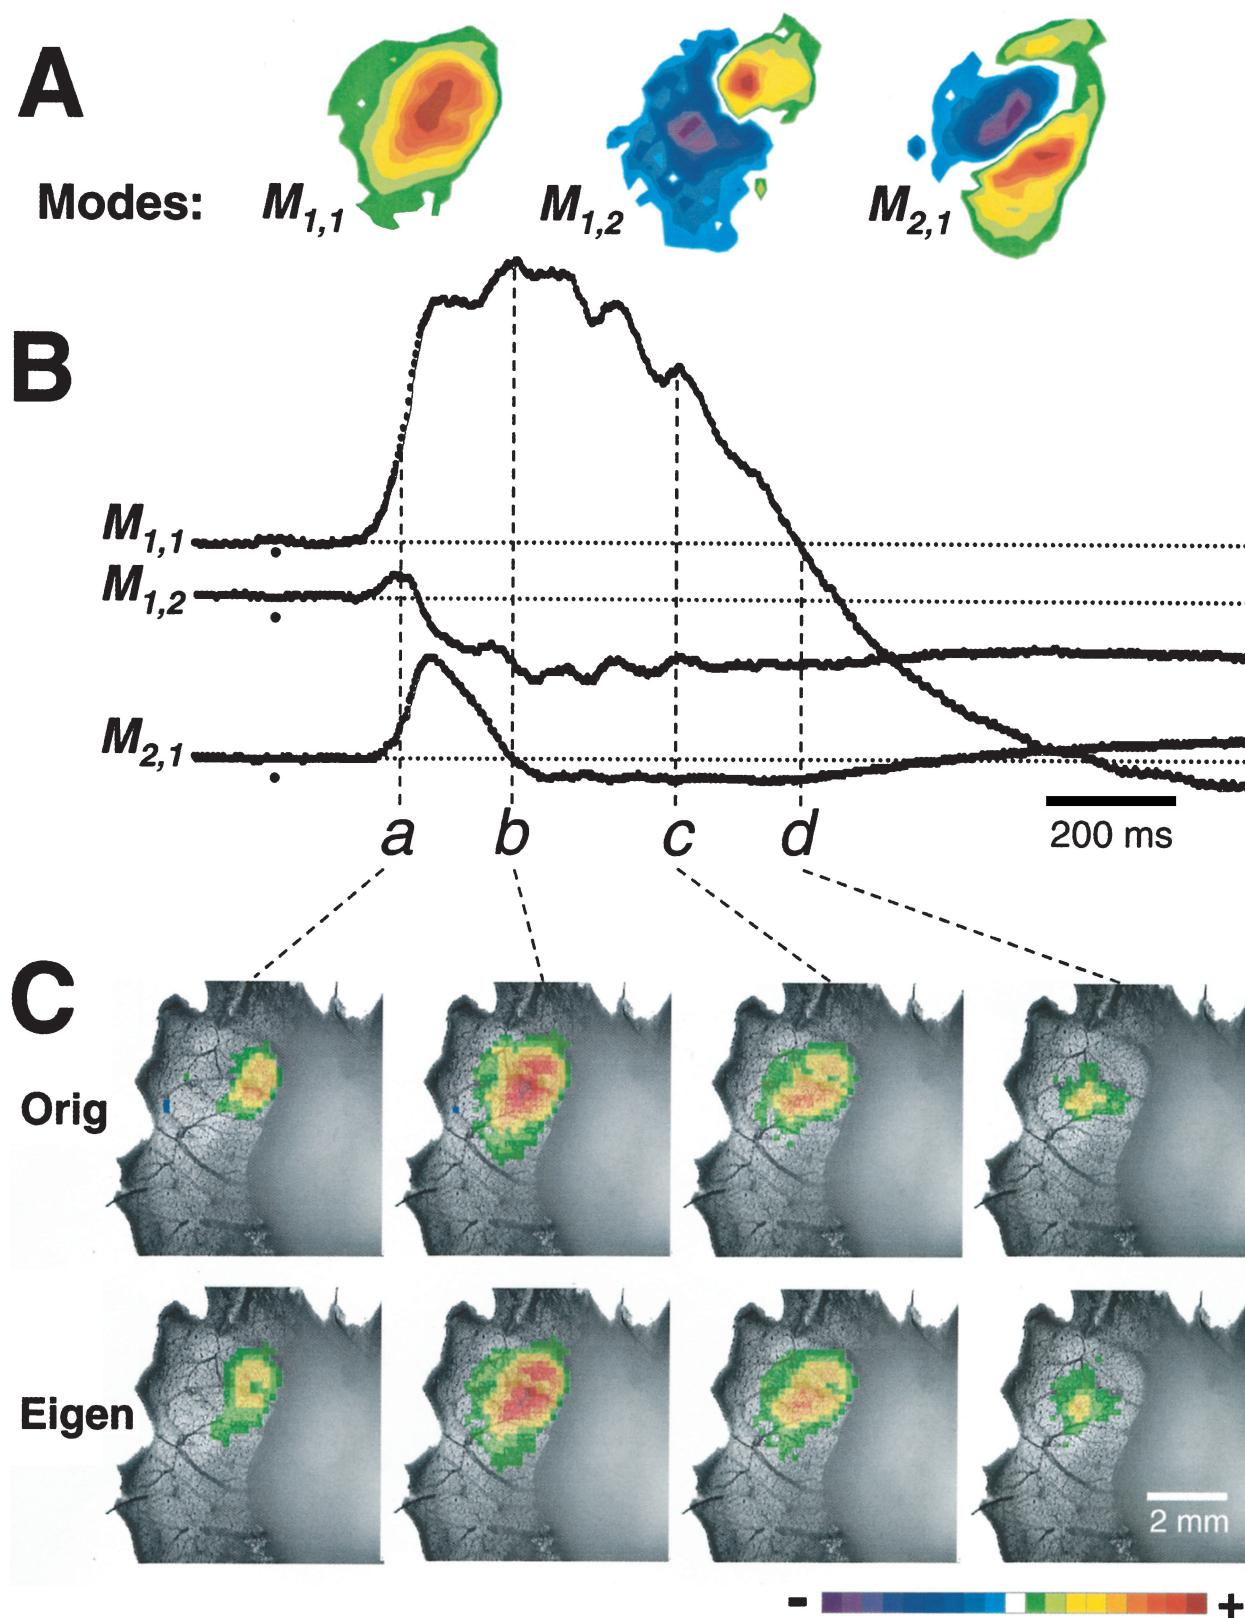 A
Modes: M1,1 M1,2 M2,1
B
M1,1
M1,2
M2,1
a b c d
200 ms
C
Orig
Eigen
2 mm
- +